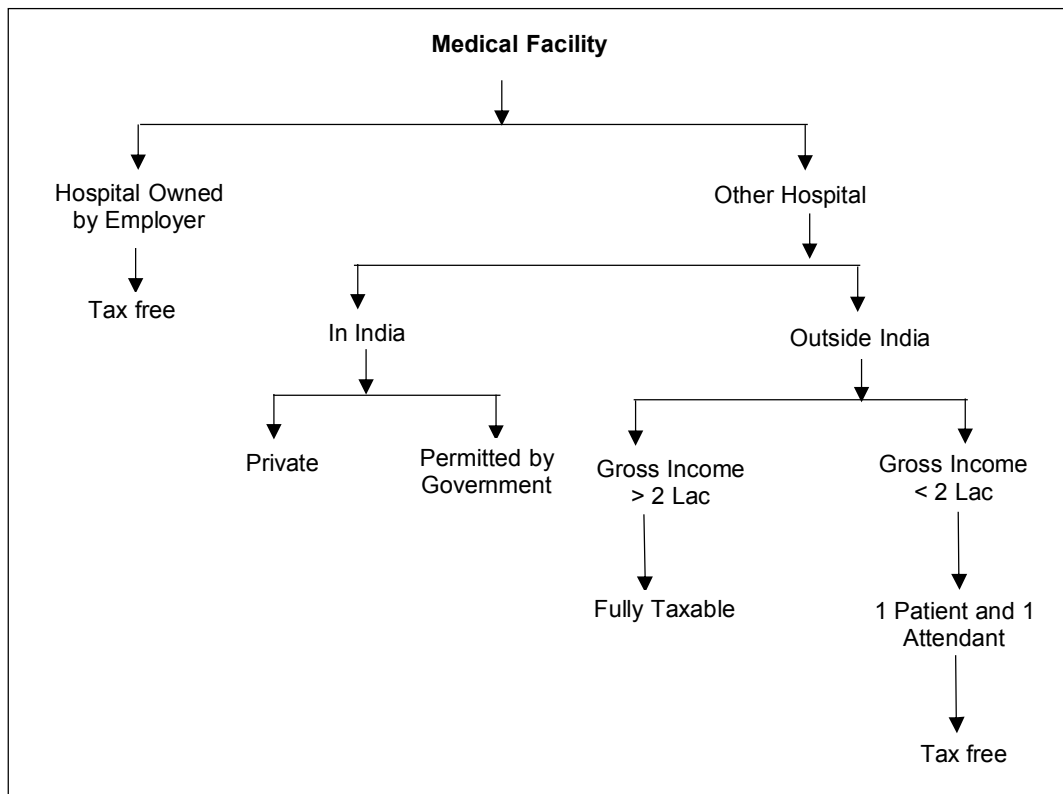 Medical Facility
Hospital Owned
by Employer
Other Hospital
Tax free
In India
Outside India
Private
Permitted by
Government
Gross Income
> 2 Lac
Gross Income
< 2 Lac
Fully Taxable
1 Patient and 1
Attendant
Tax free